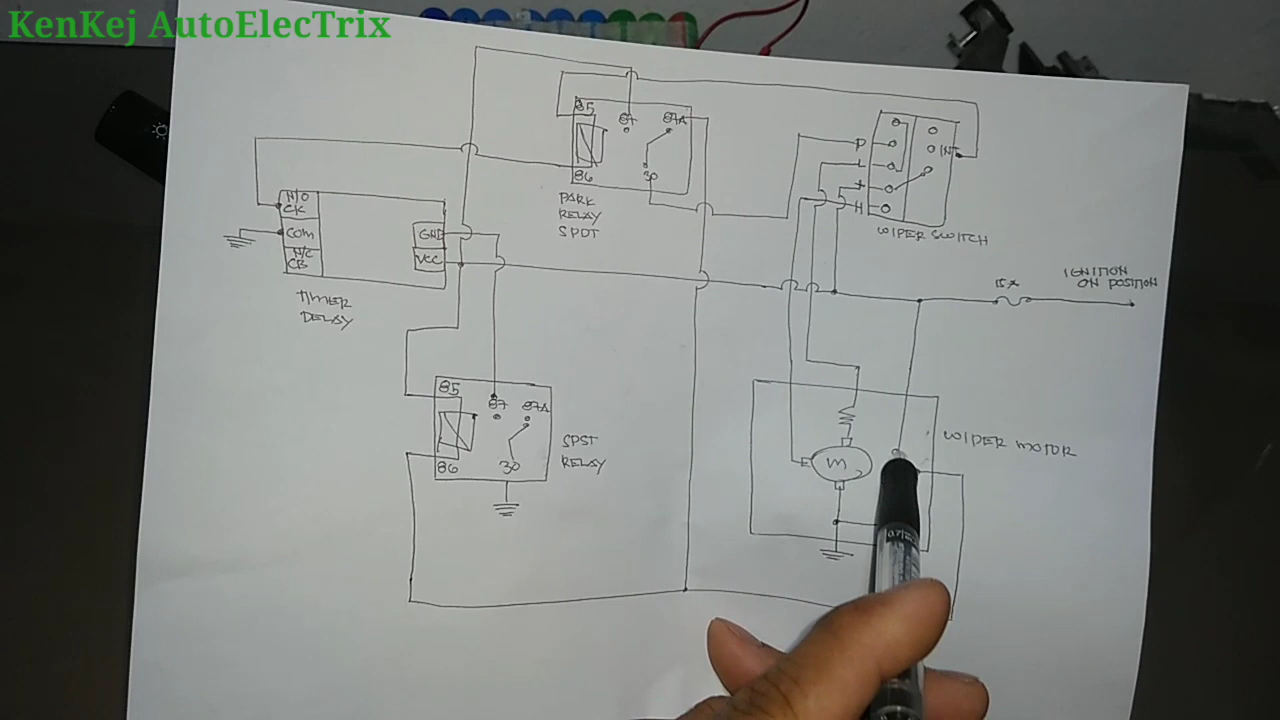 KenKej AutoElecTrix
85
87
87A
86
30
PARK
RELAY
SPDT
P
L
+
H
INT
WIPER SWITCH
N/O
CK
COM
N/C
CB
GND
VCC
TIMER
DELAY
15A
IGNITION
ON POSITION
85
87
87A
86
30
SPST
RELAY
M
WIPER MOTOR